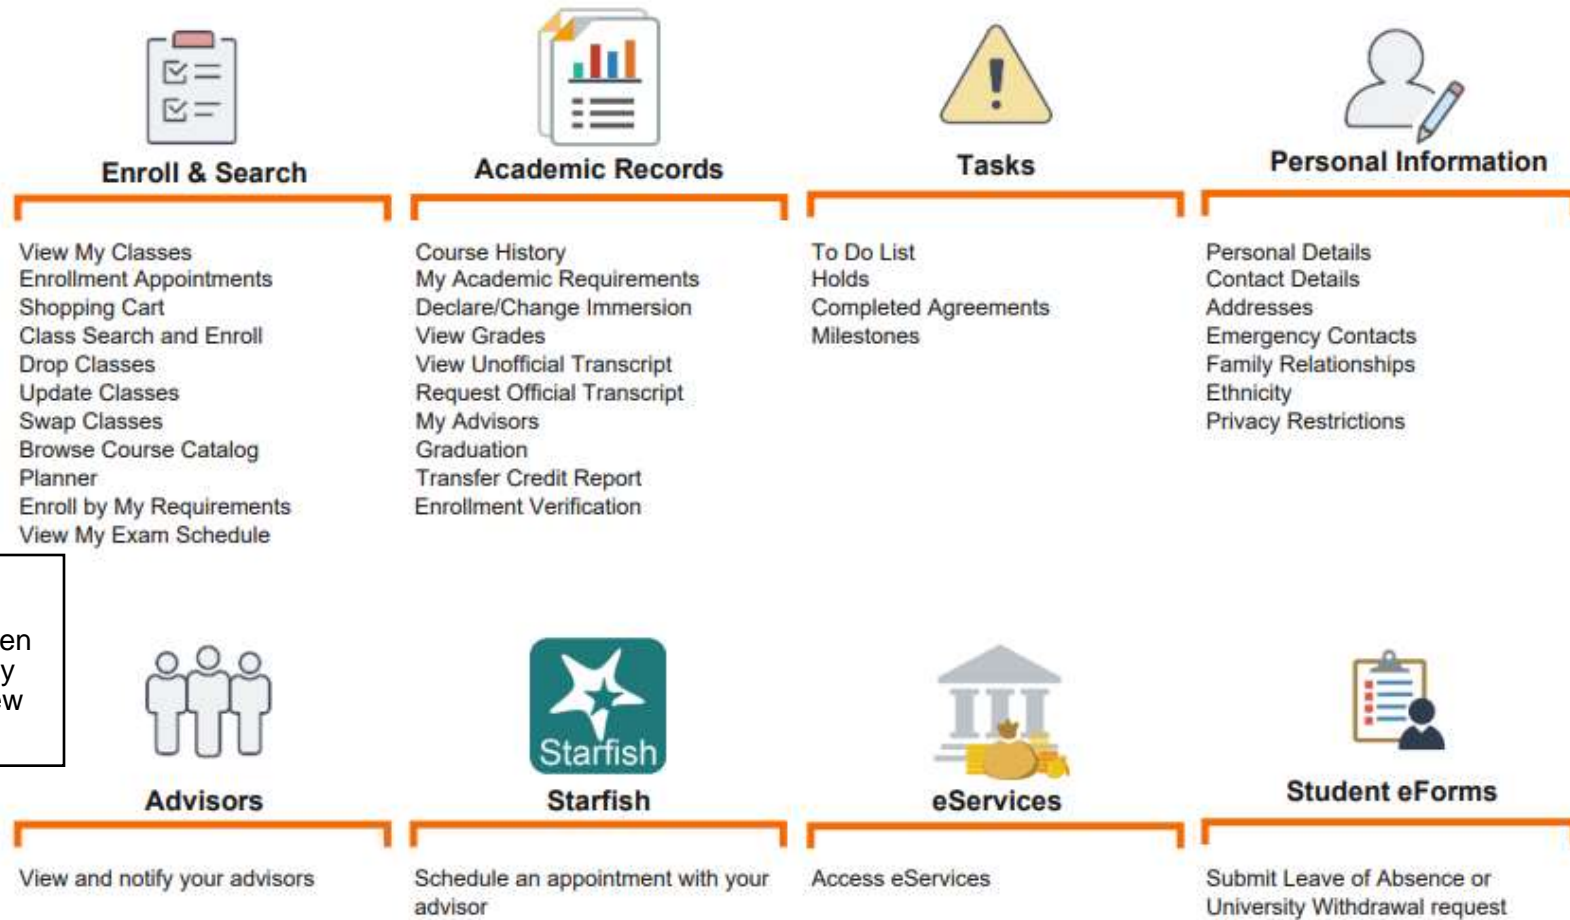 Enroll & Search
View My Classes
Enrollment Appointments
Shopping Cart
Class Search and Enroll
Drop Classes
Update Classes
Swap Classes
Browse Course Catalog
Planner
Enroll by My Requirements
View My Exam Schedule
Academic Records
Course History
My Academic Requirements
Declare/Change Immersion
View Grades
View Unofficial Transcript
Request Official Transcript
My Advisors
Graduation
Transfer Credit Report
Enrollment Verification
Tasks
To Do List
Holds
Completed Agreements
Milestones
Personal Information
Personal Details
Contact Details
Addresses
Emergency Contacts
Family Relationships
Ethnicity
Privacy Restrictions
en
y
ew
Advisors
View and notify your advisors
Starfish
Starfish
Schedule an appointment with your
advisor
eServices
Access eServices
Student eForms
Submit Leave of Absence or
University Withdrawal request